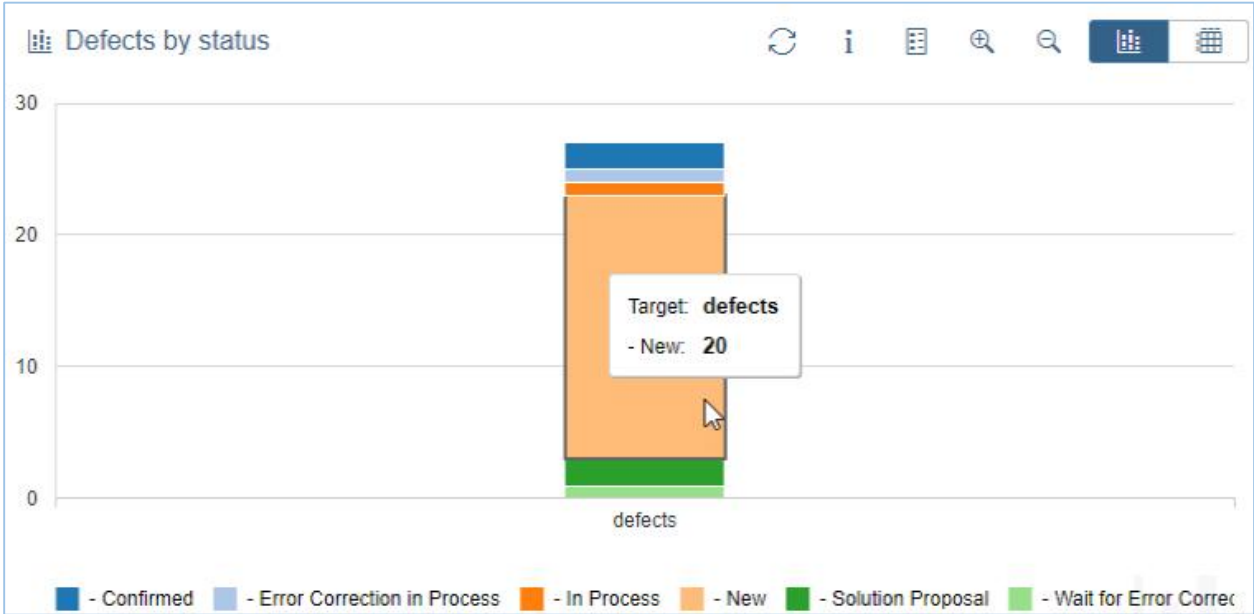 Defects by status
30
20
10
0
Target: defects
- New: 20
defects
- Confirmed - Error Correction in Process - In Process - New - Solution Proposal - Wait for Error Correc